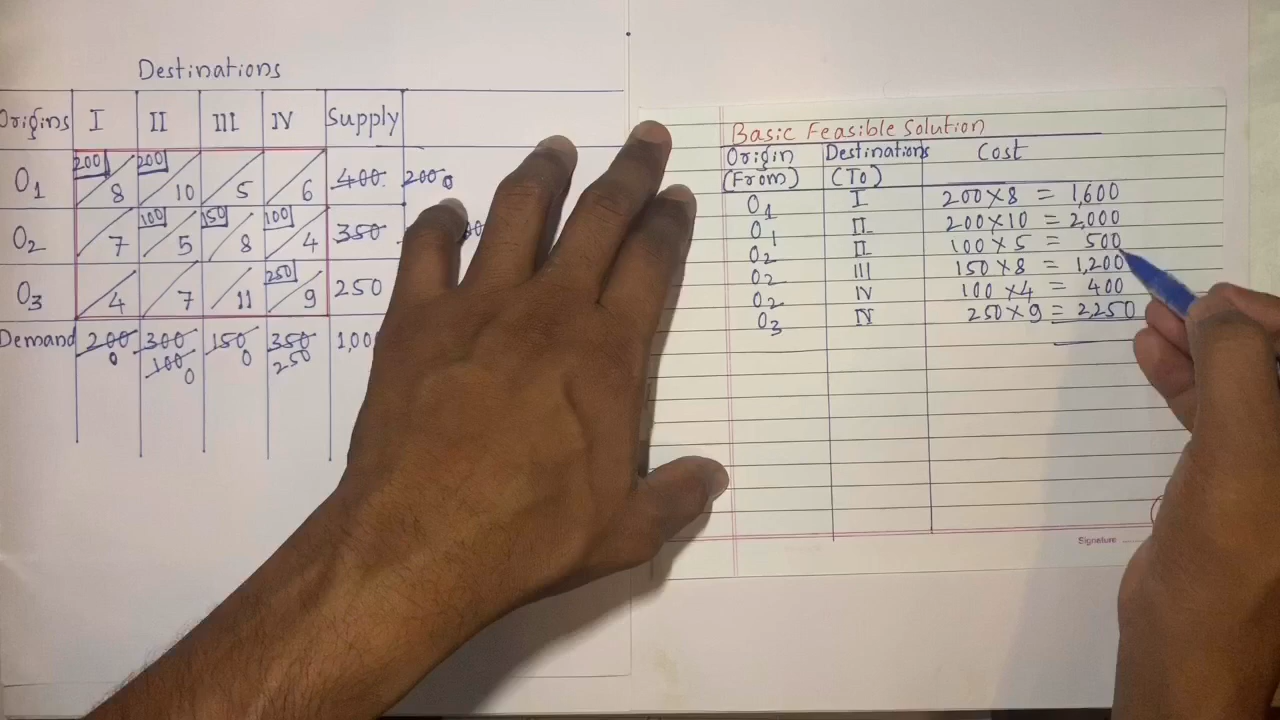 Destinations
Origins I II III IV Supply
200 200
O1 8 10 5 6 400 200 0
100 150 100
O2 7 5 8 4 350
250
O3 4 7 11 9 250
Demand 200 300 150 350
0 100 0 0 250
Basic Feasible Solution
Origin Destinations Cost
(From) (To)
O1 I 200×8 = 1,600
O1 II 200×10 = 2,000
O2 II 100×5 = 500
O2 III 150×8 = 1,200
O2 IV 100×4 = 400
O3 IV 250×9 = 2,250
Signature